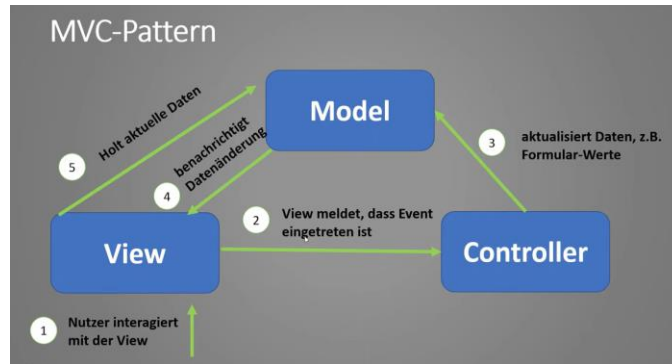 MVC-Pattern
Model
5
Holt aktuelle Daten
benachrichtigt
Datenänderung
4
3
aktualisiert Daten, z.B.
Formular-Werte
2
View meldet, dass Event
eingetreten ist
View
Controller
1
Nutzer interagiert
mit der View